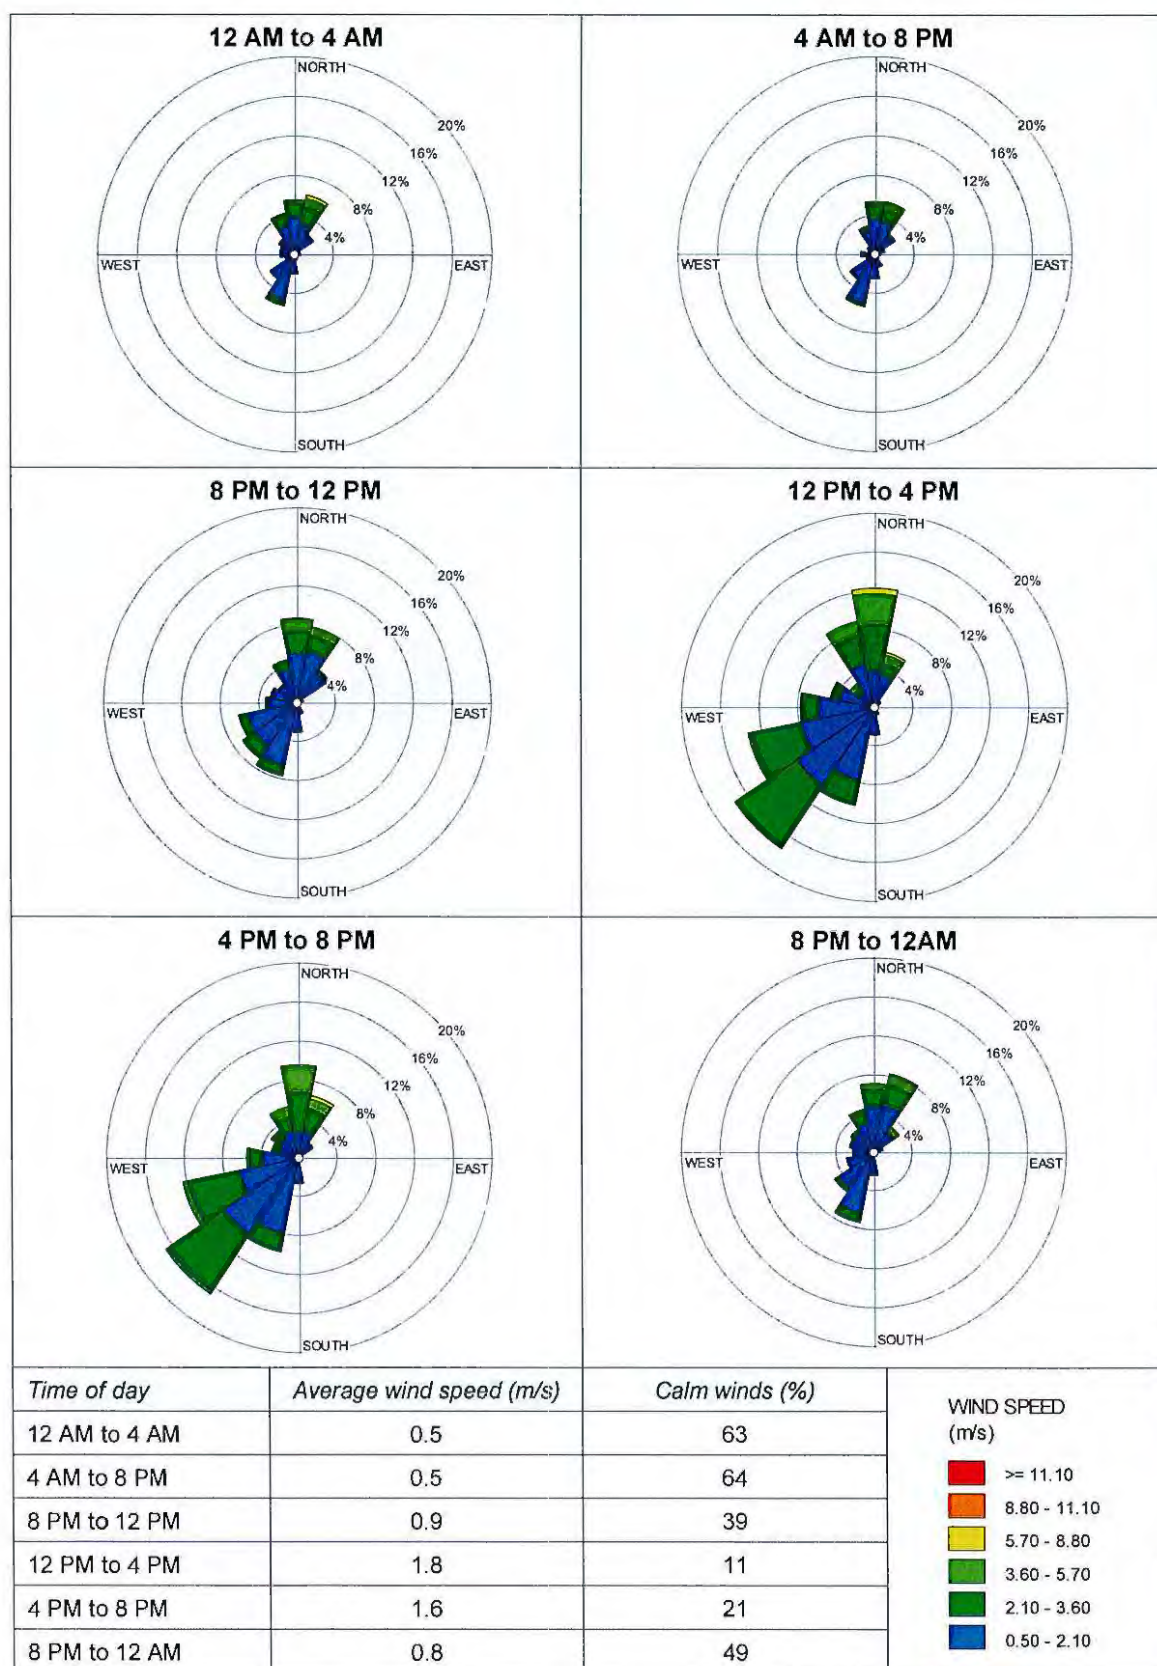 12 AM to 4 AM
NORTH
20%
16%
12%
8%
4%
WEST
EAST
SOUTH
4 AM to 8 PM
NORTH
20%
16%
12%
8%
4%
WEST
EAST
SOUTH
8 PM to 12 PM
NORTH
20%
16%
12%
8%
4%
WEST
EAST
SOUTH
12 PM to 4 PM
NORTH
20%
16%
12%
8%
4%
WEST
EAST
SOUTH
4 PM to 8 PM
NORTH
20%
16%
12%
8%
4%
WEST
EAST
SOUTH
8 PM to 12AM
NORTH
20%
16%
12%
8%
4%
WEST
EAST
SOUTH
Time of day Average wind speed (m/s) Calm winds (%)
12 AM to 4 AM 0.5 63
4 AM to 8 PM 0.5 64
8 PM to 12 PM 0.9 39
12 PM to 4 PM 1.8 11
4 PM to 8 PM 1.6 21
8 PM to 12 AM 0.8 49
WIND SPEED
(m/s)
>= 11.10
8.80 - 11.10
5.70 - 8.80
3.60 - 5.70
2.10 - 3.60
0.50 - 2.10